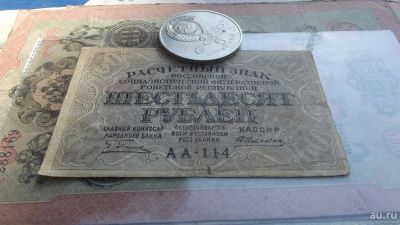 РАСЧЕТНЫЙ ЗНАК
РОССИЙСКОЙ
СОЦИАЛИСТИЧЕСКОЙ ФЕДЕРАТИВНОЙ
СОВЕТСКОЙ РЕСПУБЛИКИ
ШЕСТЬДЕСЯТ
РУБЛЕЙ
ГЛАВНЫЙ КОМИССАР
НАРОДНОГО БАНКА
ОБЕСПЕЧИВАЕТСЯ
ВСЕМ ДОСТОЯНИЕМ
РЕСПУБЛИКИ
КАССИР
АА-114
au.ru